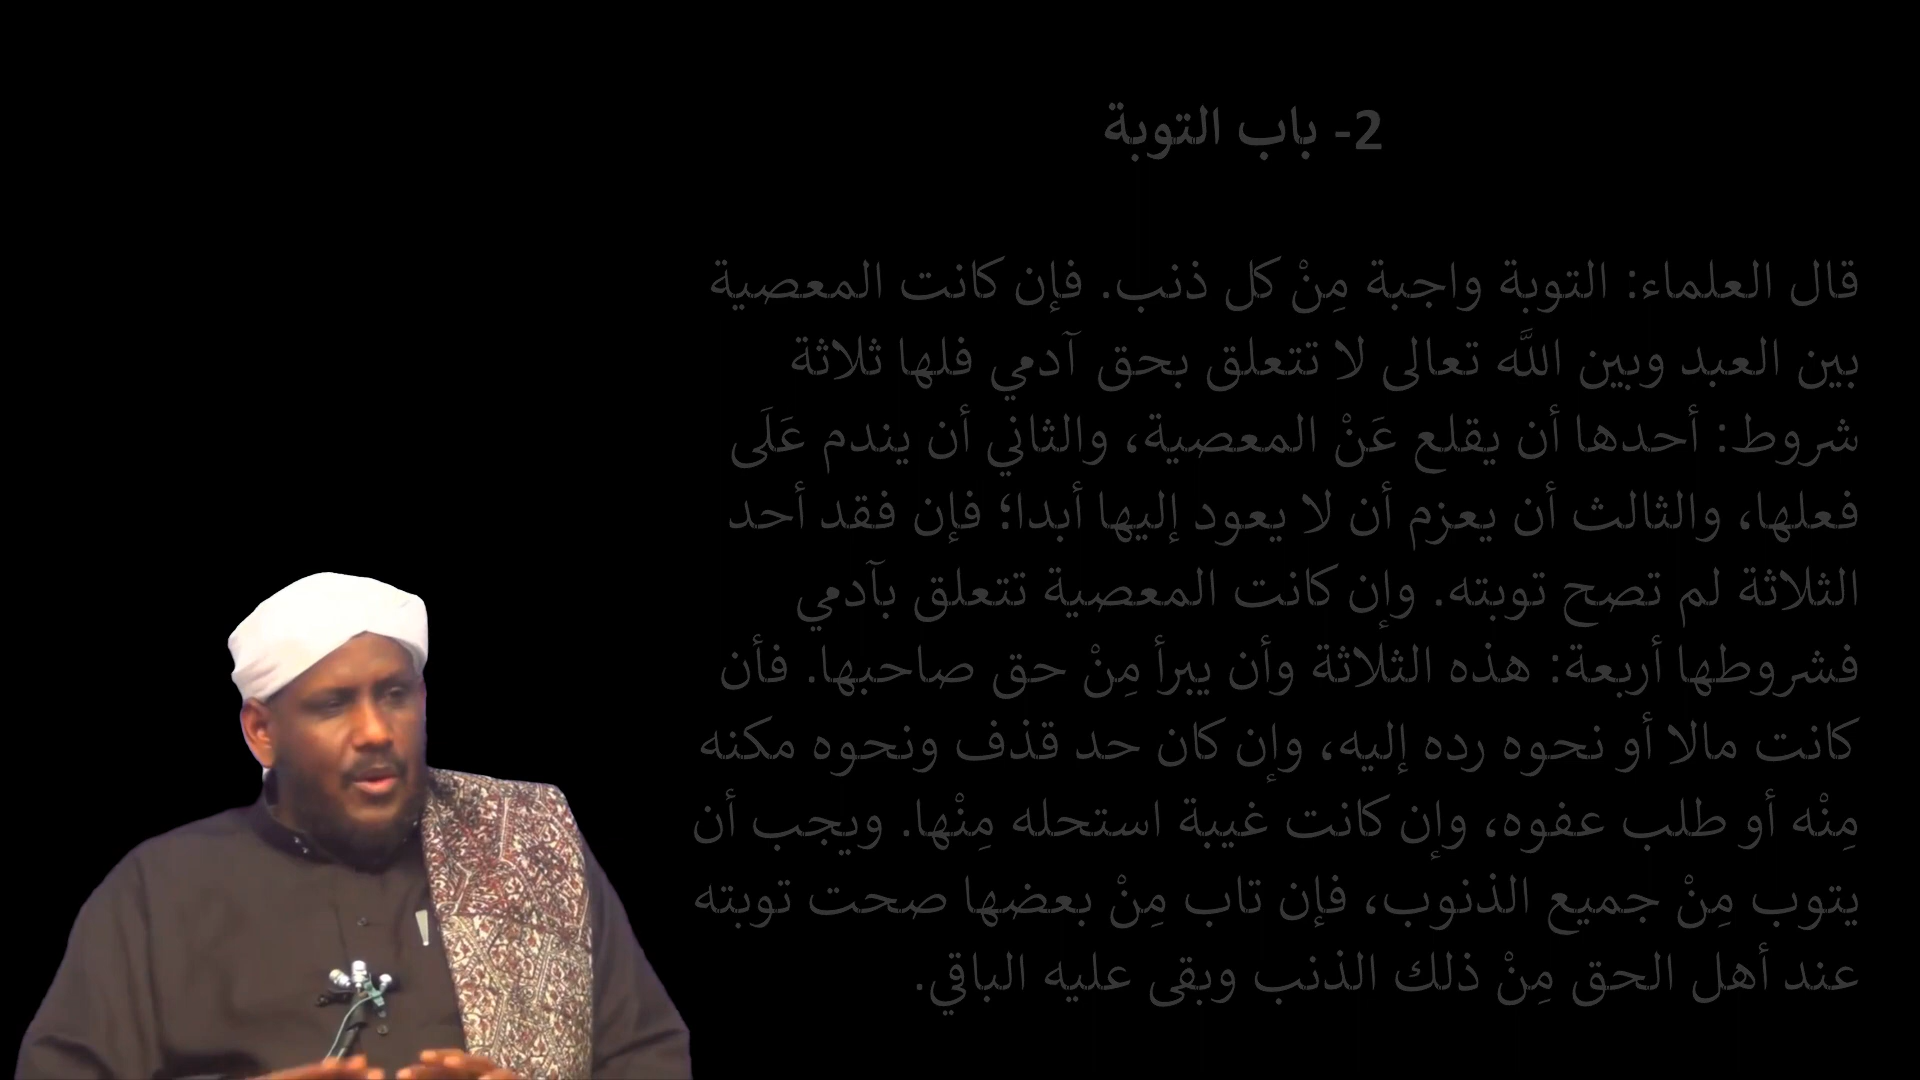 2- باب التوبة
قال العلماء: التوبة واجبة مِنْ كل ذنب. فإن كانت المعصية
بين العبد وبين اللَّه تعالى لا تتعلق بحق آدمي فلها ثلاثة
شروط: أحدها أن يقلع عَنْ المعصية، والثاني أن يندم عَلَى
فعلها، والثالث أن يعزم أن لا يعود إليها أبدا؛ فإن فقد أحد
الثلاثة لم تصح توبته. وإن كانت المعصية تتعلق بآدمي
فشروطها أربعة: هذه الثلاثة وأن يبرأ مِنْ حق صاحبها. فأن
كانت مالا أو نحوه رده إليه، وإن كان حد قذف ونحوه مكنه
مِنْه أو طلب عفوه، وإن كانت غيبة استحله مِنْها. ويجب أن
يتوب مِنْ جميع الذنوب، فإن تاب مِنْ بعضها صحت توبته
عند أهل الحق مِنْ ذلك الذنب وبقى عليه الباقي.